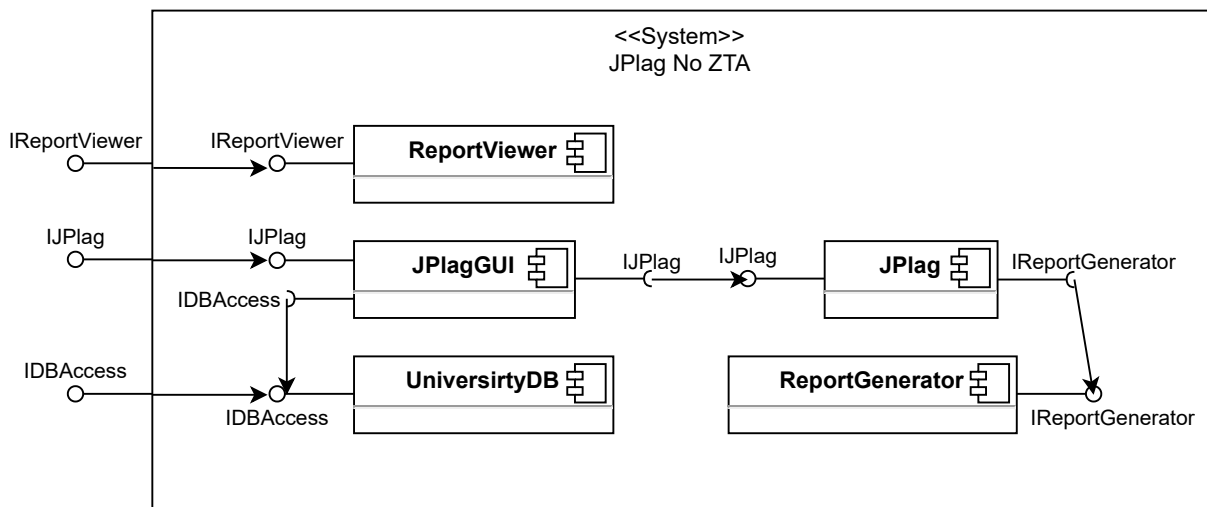 <<System>>
JPlag No ZTA
IReportViewer
IReportViewer
ReportViewer
IJPlag
IJPlag
JPlagGUI
IJPlag
IJPlag
JPlag
IReportGenerator
IDBAccess
IDBAccess
UniversirtyDB
ReportGenerator
IDBAccess
IReportGenerator